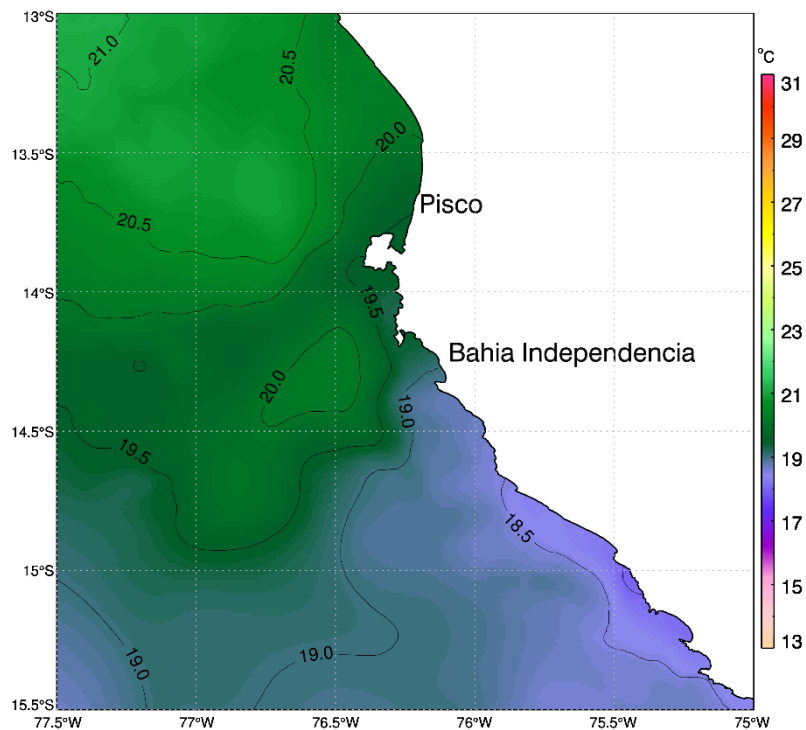 13°S
21.0
20.5
°C
31
29
20.0
13.5°S
27
Pisco
20.5
25
14°S
19.5
23
Bahia Independencia
20.0
19.0
21
14.5°S
19.5
19
18.5
17
15°S
15
19.0
19.0
13
15.5°S
77.5°W
77°W
76.5°W
76°W
75.5°W
75°W